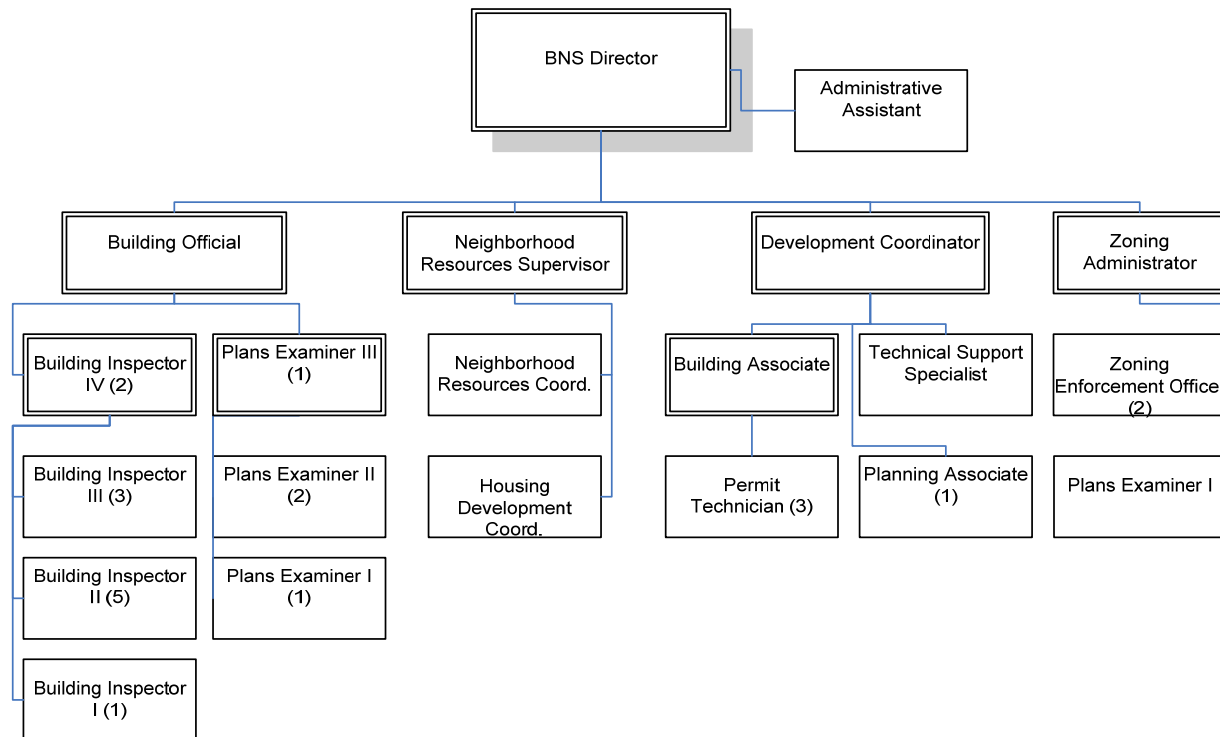 BNS Director
Administrative
Assistant
Building Official
Neighborhood
Resources Supervisor
Development Coordinator
Zoning
Administrator
Building Inspector
IV (2)
Plans Examiner III
(1)
Neighborhood
Resources Coord.
Building Associate
Technical Support
Specialist
Zoning
Enforcement Office
(2)
Building Inspector
III (3)
Plans Examiner II
(2)
Housing
Development
Coord.
Permit
Technician (3)
Planning Associate
(1)
Plans Examiner I
Building Inspector
II (5)
Plans Examiner I
(1)
Building Inspector
I (1)